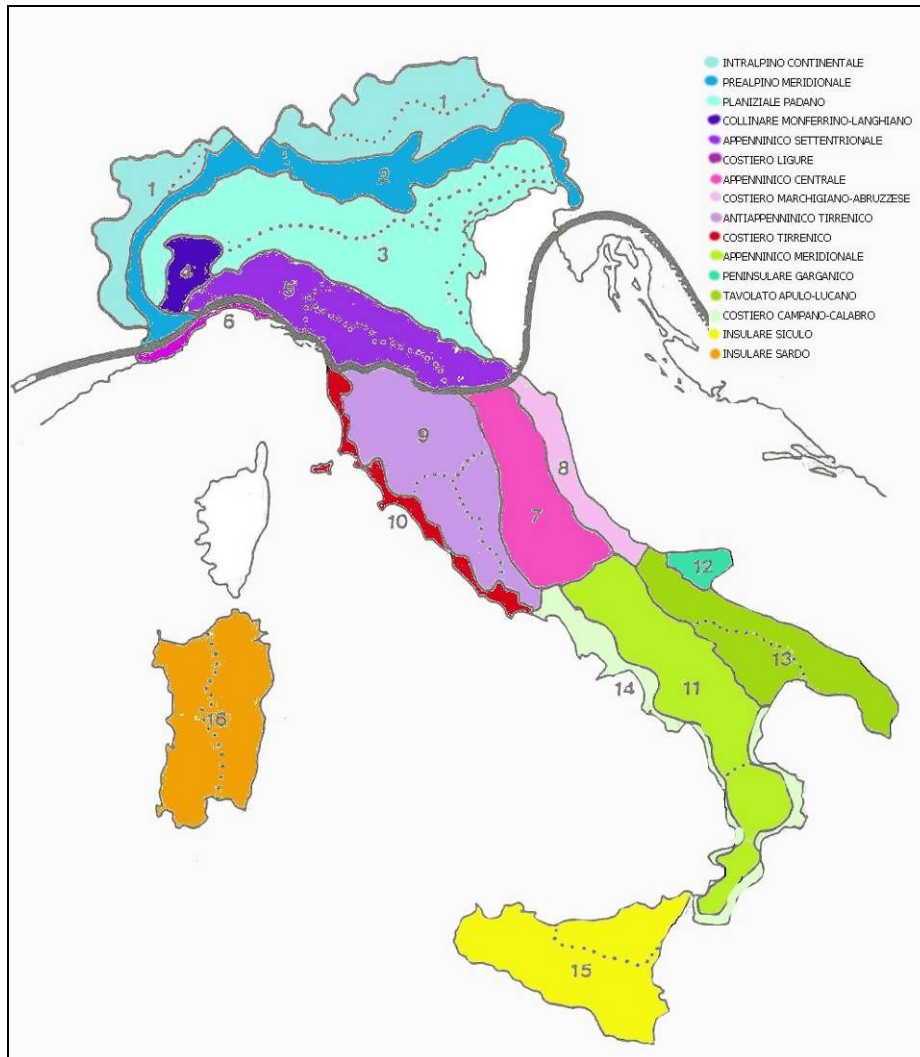 INTRALPINO CONTINENTALE
PREALPINO MERIDIONALE
PLANIZIALE PADANO
COLLINARE MONFERRINO-LANGHIANO
APPENNINICO SETTENTRIONALE
COSTIERO LIGURE
APPENNINICO CENTRALE
COSTIERO MARCHIGIANO-ABRUZZESE
ANTIAPPENNINICO TIRRENICO
COSTIERO TIRRENICO
APPENNINICO MERIDIONALE
PENINSULARE GARGANICO
TAVOLATO APULO-LUCANO
COSTIERO CAMPANO-CALABRO
INSULARE SICULO
INSULARE SARDO
1
1
2
3
4
5
6
9
8
10
7
12
13
14
11
16
15